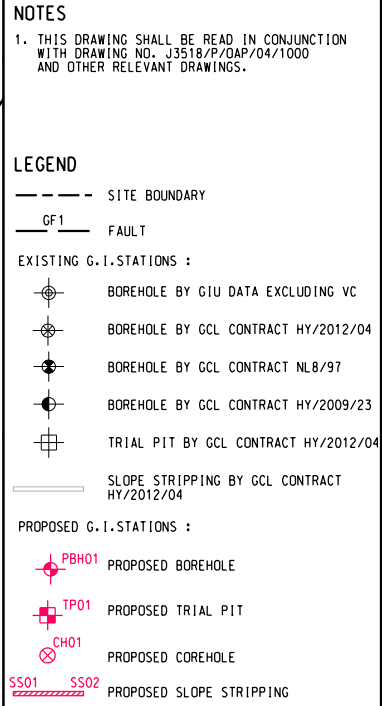 NOTES
1. THIS DRAWING SHALL BE READ IN CONJUNCTION
WITH DRAWING NO. J3518/P/OAP/04/1000
AND OTHER RELEVANT DRAWINGS.
LEGEND
SITE BOUNDARY
GF1
FAULT
EXISTING G.I.STATIONS :
BOREHOLE BY GIU DATA EXCLUDING VC
BOREHOLE BY GCL CONTRACT HY/2012/04
BOREHOLE BY GCL CONTRACT NL8/97
BOREHOLE BY GCL CONTRACT HY/2009/23
TRIAL PIT BY GCL CONTRACT HY/2012/04
SLOPE STRIPPING BY GCL CONTRACT
HY/2012/04
PROPOSED G.I.STATIONS :
PBH01
PROPOSED BOREHOLE
TP01
PROPOSED TRIAL PIT
CH01
PROPOSED COREHOLE
SS01 SS02
PROPOSED SLOPE STRIPPING